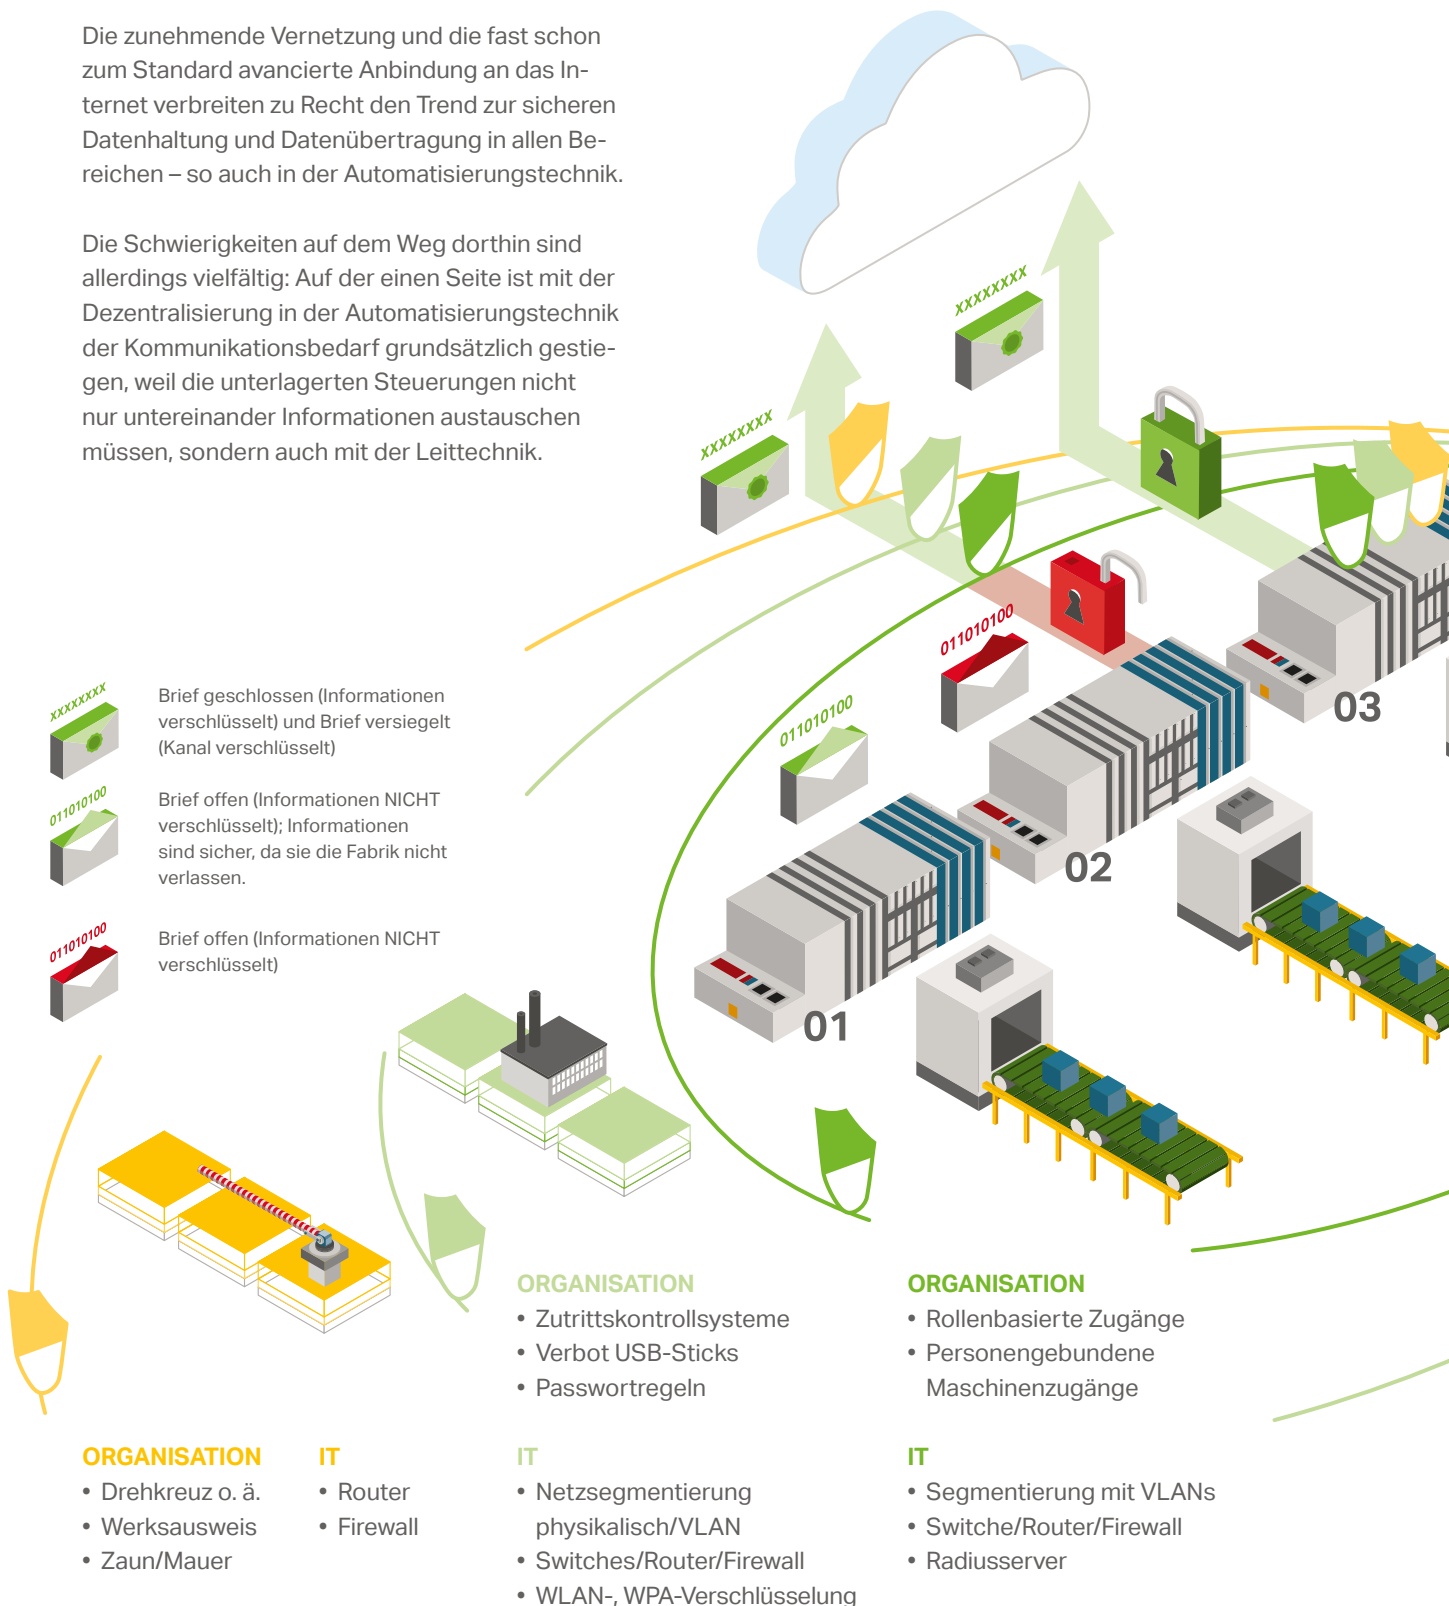 Die zunehmende Vernetzung und die fast schon
zum Standard avancierte Anbindung an das In-
ternet verbreiten zu Recht den Trend zur sicheren
Datenhaltung und Datenübertragung in allen Be-
reichen – so auch in der Automatisierungstechnik.
Die Schwierigkeiten auf dem Weg dorthin sind
allerdings vielfältig: Auf der einen Seite ist mit der
Dezentralisierung in der Automatisierungstechnik
der Kommunikationsbedarf grundsätzlich gestie-
gen, weil die unterlagerten Steuerungen nicht
nur untereinander Informationen austauschen
müssen, sondern auch mit der Leittechnik.
xxxxxxxx
xxxxxxxx
011010100
011010100
03
02
01
xxxxxxxx
Brief geschlossen (Informationen
verschlüsselt) und Brief versiegelt
(Kanal verschlüsselt)
011010100
Brief offen (Informationen NICHT
verschlüsselt); Informationen
sind sicher, da sie die Fabrik nicht
verlassen.
011010100
Brief offen (Informationen NICHT
verschlüsselt)
ORGANISATION
• Zutrittskontrollsysteme
• Verbot USB-Sticks
• Passwortregeln
ORGANISATION
• Rollenbasierte Zugänge
• Personengebundene
Maschinenzugänge
ORGANISATION
• Drehkreuz o. ä.
• Werksausweis
• Zaun/Mauer
IT
• Router
• Firewall
IT
• Netzsegmentierung
physikalisch/VLAN
• Switches/Router/Firewall
• WLAN-, WPA-Verschlüsselung
IT
• Segmentierung mit VLANs
• Switche/Router/Firewall
• Radiusserver